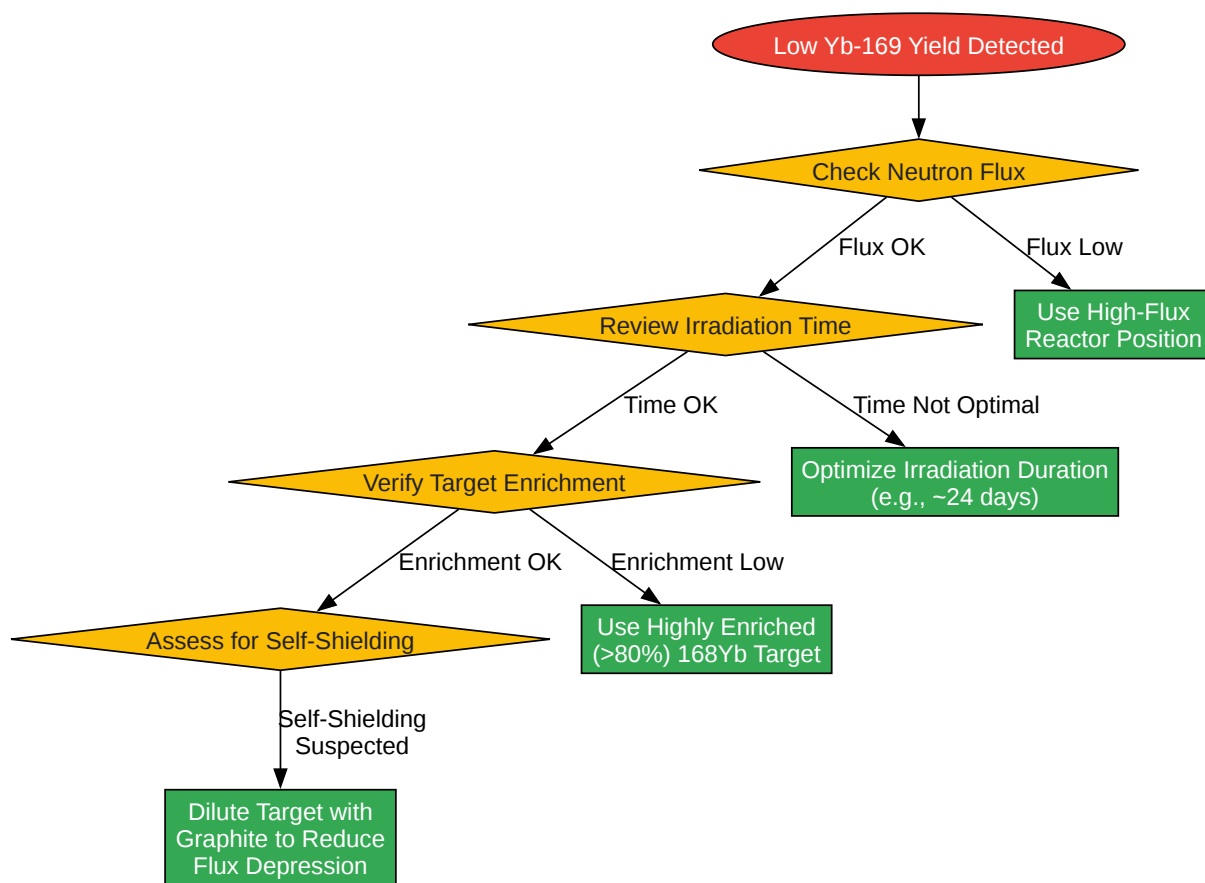 Low Yb-169 Yield Detected
Check Neutron Flux
Flux OK
Flux Low
Review Irradiation Time
Use High-Flux
Reactor Position
Time OK
Time Not Optimal
Verify Target Enrichment
Optimize Irradiation Duration
(e.g., ~24 days)
Enrichment OK
Enrichment Low
Assess for Self-Shielding
Use Highly Enriched
(>80%) 168Yb Target
Self-Shielding
Suspected
Dilute Target with
Graphite to Reduce
Flux Depression